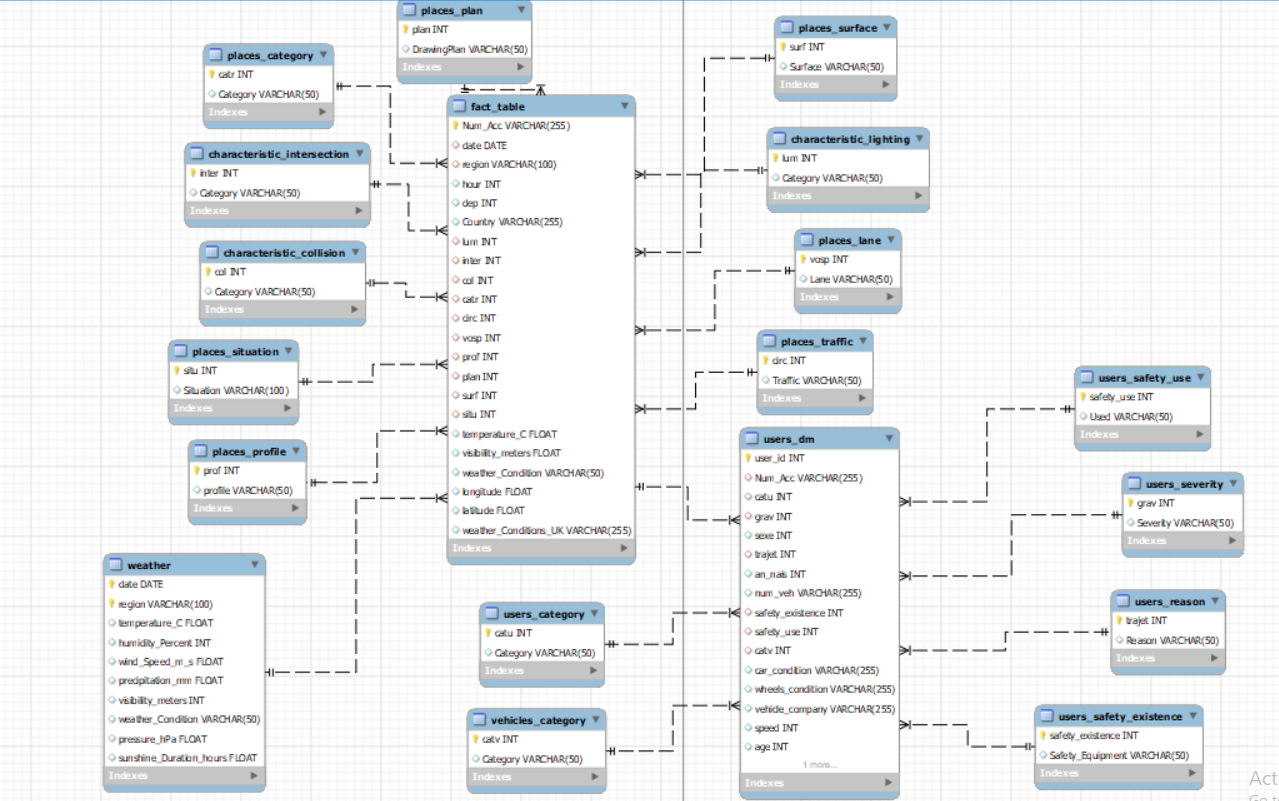 places_plan
plan INT
DrawingPlan VARCHAR(50)
Indexes
places_category
catr INT
Category VARCHAR(50)
Indexes
characteristic_intersection
inter INT
Category VARCHAR(50)
Indexes
characteristic_collision
col INT
Category VARCHAR(50)
Indexes
places_situation
situ INT
Situation VARCHAR(100)
Indexes
places_profile
prof INT
profile VARCHAR(50)
Indexes
weather
date DATE
region VARCHAR(100)
temperature_C FLOAT
humidity_Percent INT
wind_Speed_m_s FLOAT
precipitation_mm FLOAT
visibility_meters INT
weather_Condition VARCHAR(50)
pressure_hPa FLOAT
sunshine_Duration_hours FLOAT
Indexes
fact_table
Num_Acc VARCHAR(255)
date DATE
region VARCHAR(100)
hour INT
dep INT
Country VARCHAR(255)
lum INT
inter INT
col INT
catr INT
circ INT
vosp INT
prof INT
plan INT
surf INT
situ INT
temperature_C FLOAT
visibility_meters FLOAT
weather_Condition VARCHAR(50)
longitude FLOAT
latitude FLOAT
weather_Conditions_UK VARCHAR(255)
Indexes
users_category
catu INT
Category VARCHAR(50)
Indexes
vehicles_category
catv INT
Category VARCHAR(50)
Indexes
places_surface
surf INT
Surface VARCHAR(50)
Indexes
characteristic_lighting
lum INT
Category VARCHAR(50)
Indexes
places_lane
vosp INT
Lane VARCHAR(50)
Indexes
places_traffic
circ INT
Traffic VARCHAR(50)
Indexes
users_dm
user_id INT
Num_Acc VARCHAR(255)
catu INT
grav INT
sexe INT
trajet INT
an_nais INT
num_veh VARCHAR(255)
safety_existence INT
safety_use INT
catv INT
car_condition VARCHAR(255)
wheels_condition VARCHAR(255)
vehicle_company VARCHAR(255)
speed INT
age INT
1 more...
Indexes
users_safety_use
safety_use INT
Used VARCHAR(50)
Indexes
users_severity
grav INT
Severity VARCHAR(50)
Indexes
users_reason
trajet INT
Reason VARCHAR(50)
Indexes
users_safety_existence
safety_existence INT
Safety_Equipment VARCHAR(50)
Indexes
Act